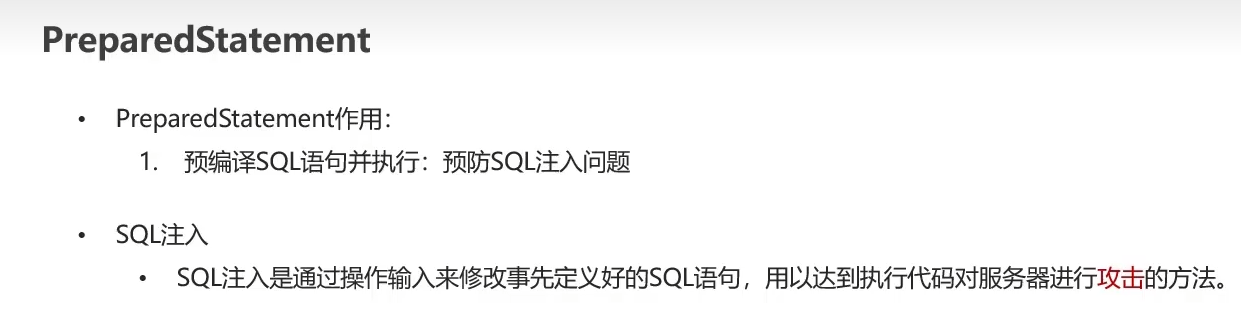 PreparedStatement
• PreparedStatement作用：
1. 预编译SQL语句并执行：预防SQL注入问题
• SQL注入
• SQL注入是通过操作输入来修改事先定义好的SQL语句，用以达到执行代码对服务器进行攻击的方法。